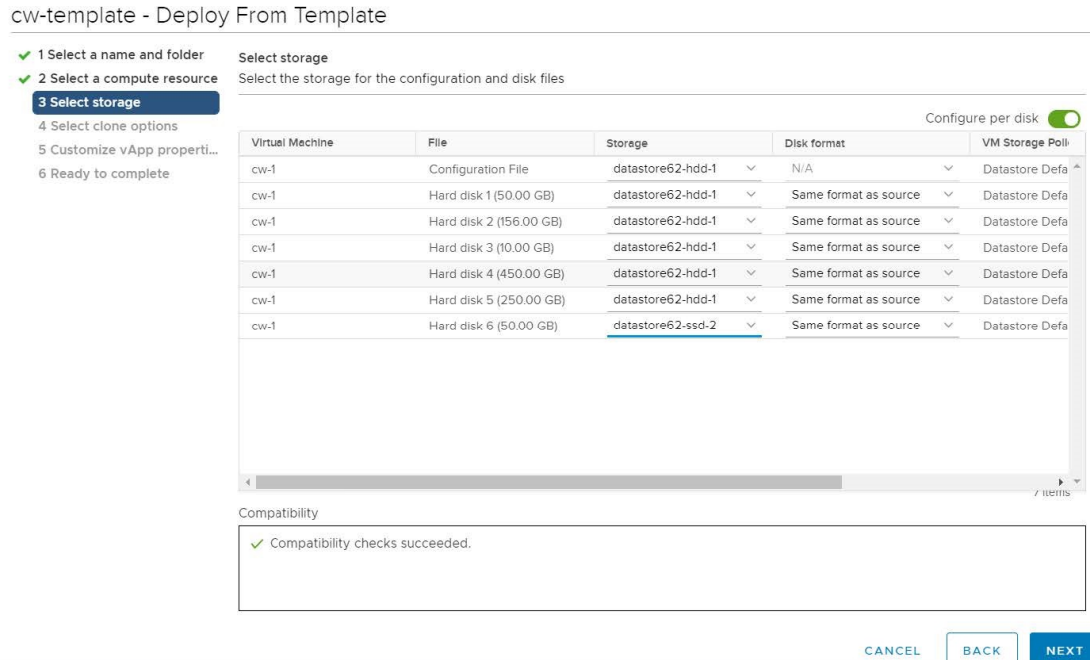 cw-template - Deploy From Template
1 Select a name and folder
2 Select a compute resource
3 Select storage
4 Select clone options
5 Customize vApp properti...
6 Ready to complete
Select storage
Select the storage for the configuration and disk files
Configure per disk
Virtual Machine File Storage Disk format VM Storage Poli
cw-1 Configuration File datastore62-hdd-1 N/A Datastore Defa
cw-1 Hard disk 1 (50.00 GB) datastore62-hdd-1 Same format as source Datastore Defa
cw-1 Hard disk 2 (156.00 GB) datastore62-hdd-1 Same format as source Datastore Defa
cw-1 Hard disk 3 (10.00 GB) datastore62-hdd-1 Same format as source Datastore Defa
cw-1 Hard disk 4 (450.00 GB) datastore62-hdd-1 Same format as source Datastore Defa
cw-1 Hard disk 5 (250.00 GB) datastore62-hdd-1 Same format as source Datastore Defa
cw-1 Hard disk 6 (50.00 GB) datastore62-ssd-2 Same format as source Datastore Defa
7 items
Compatibility
Compatibility checks succeeded.
CANCEL BACK NEXT